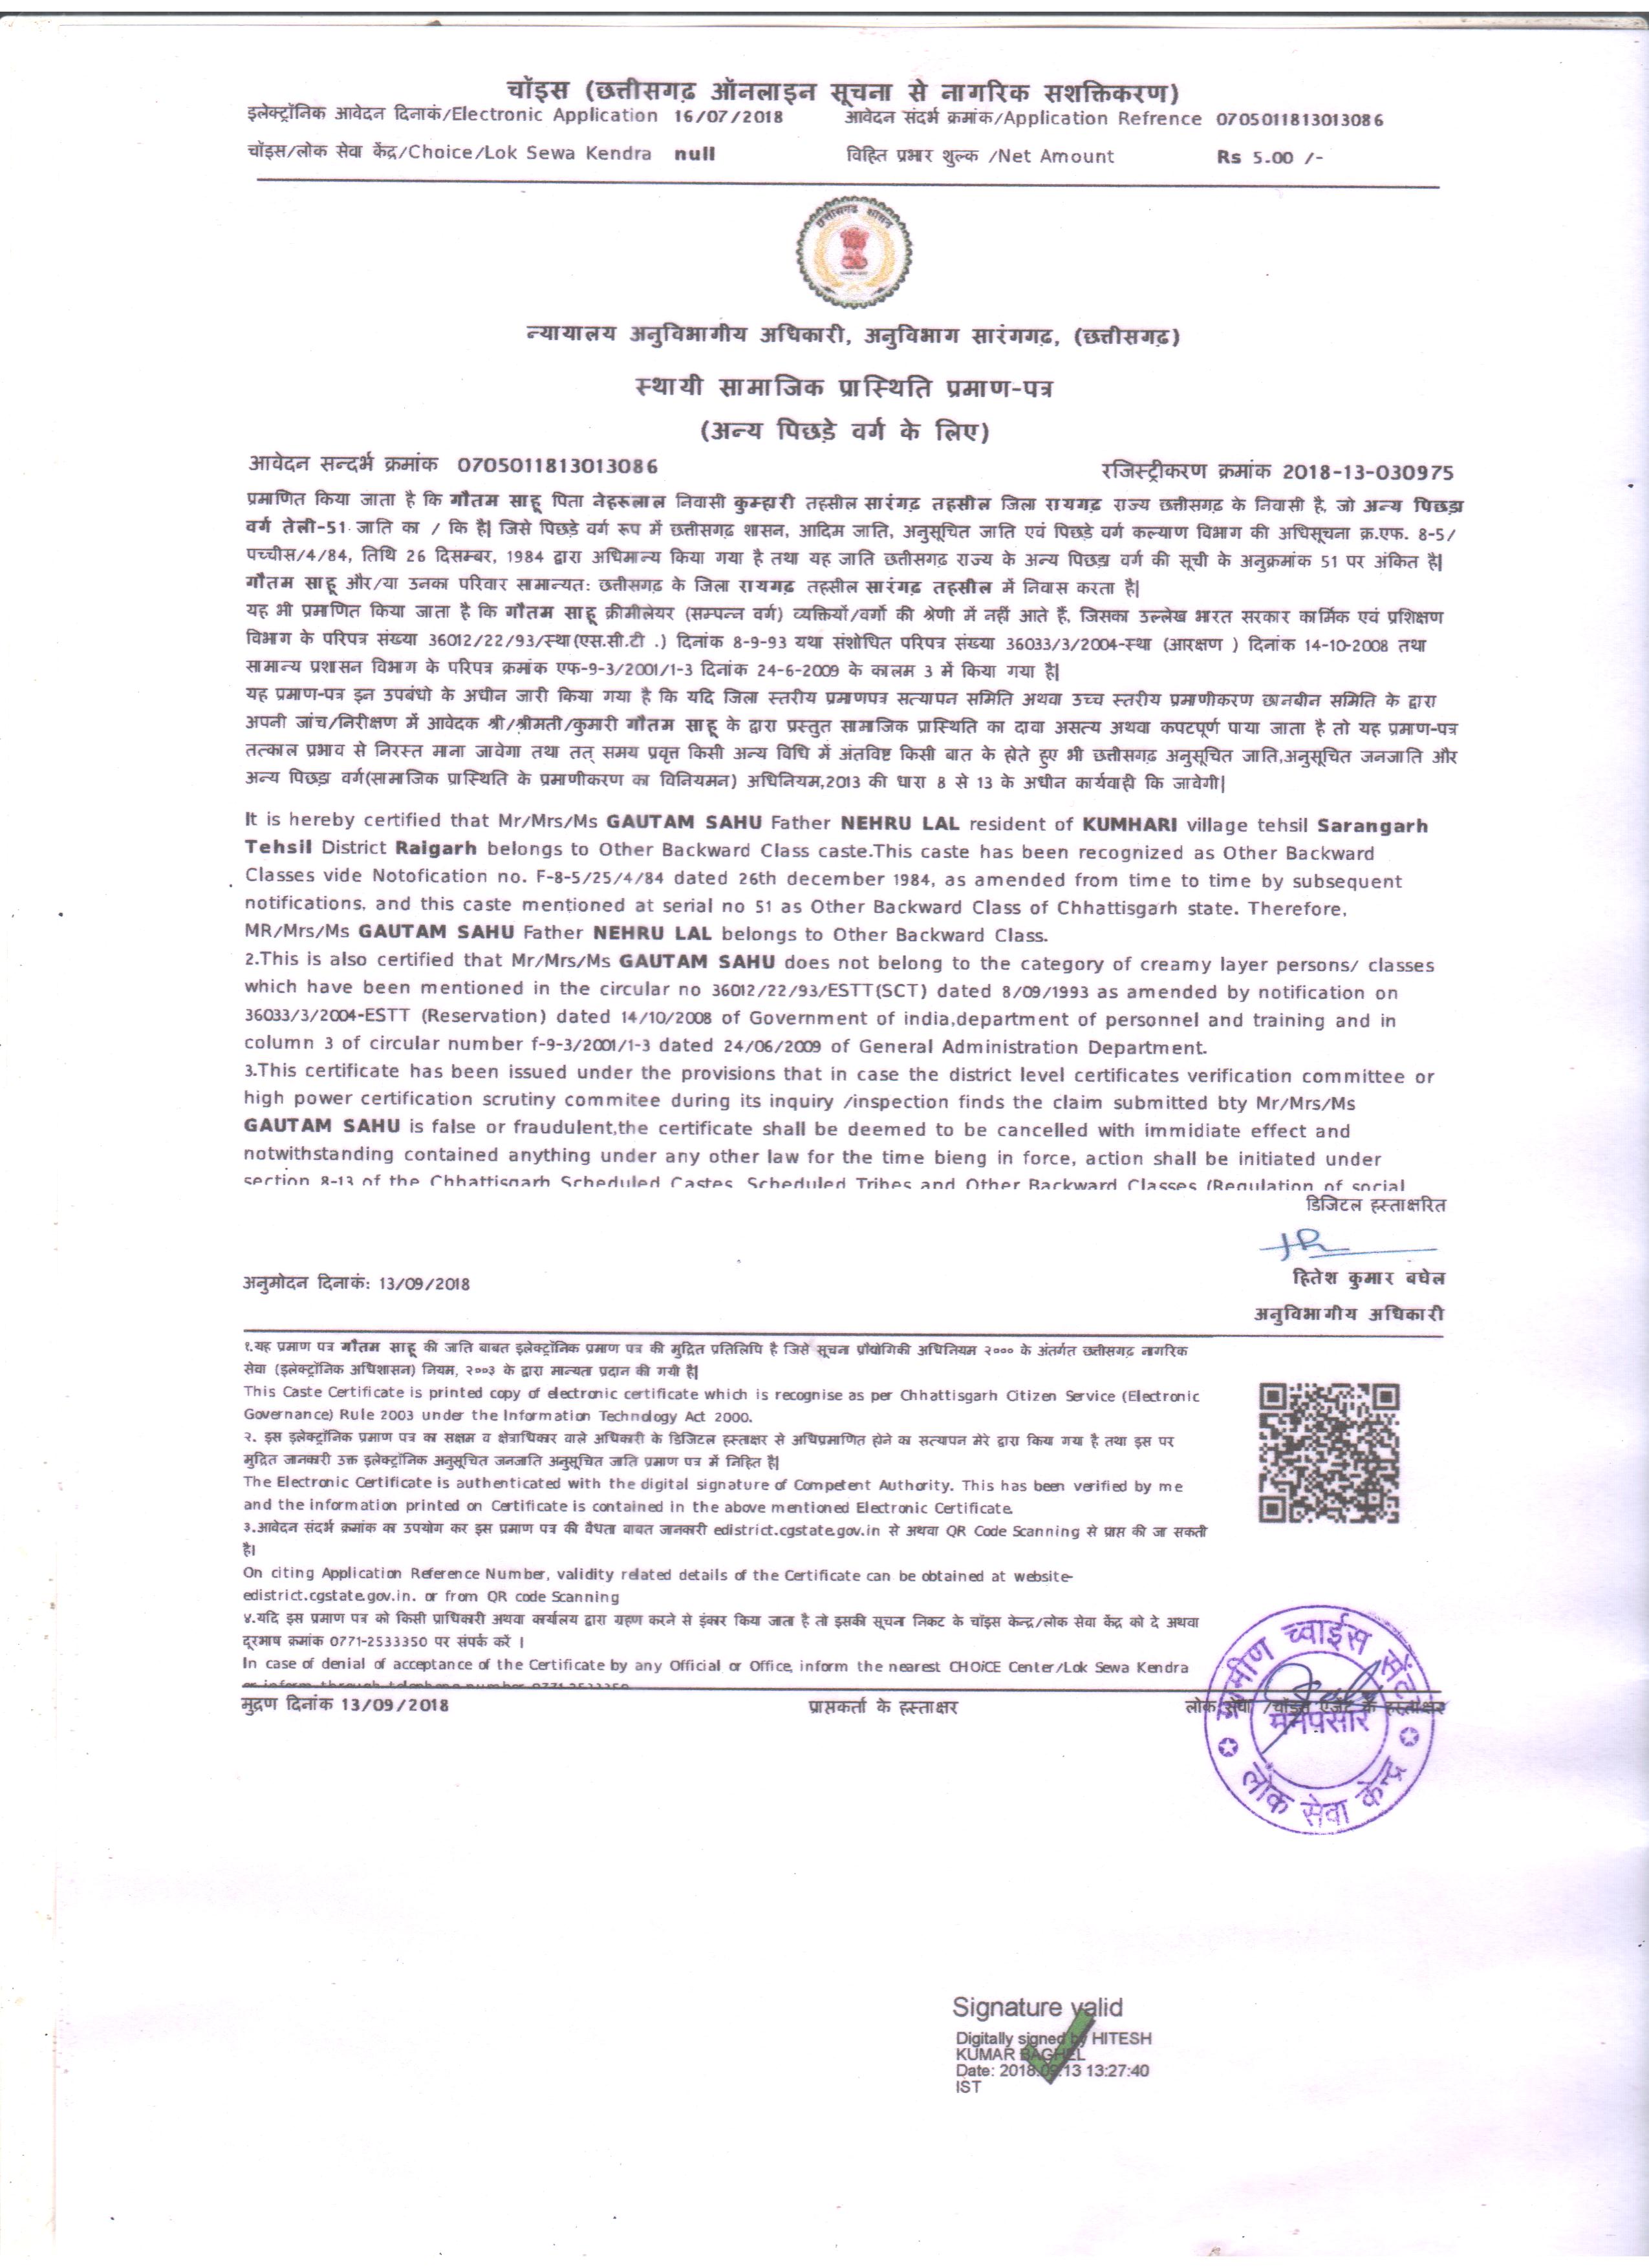 चॉइस (छत्तीसगढ़ ऑनलाइन सूचना से नागरिक सशक्तिकरण)
इलेक्ट्रॉनिक आवेदन दिनाकं/Electronic Application 16/07/2018 आवेदन संदर्भ क्रमांक/Application Refrence 0705011813013086
चॉइस/लोक सेवा केंद्र/Choice/Lok Sewa Kendra null विहित प्रभार शुल्क /Net Amount Rs 5.00 /-
छत्तीसगढ़ शासन
न्यायालय अनुविभागीय अधिकारी, अनुविभाग सारंगगढ़, (छत्तीसगढ़)
स्थायी सामाजिक प्रास्थिति प्रमाण-पत्र
(अन्य पिछड़े वर्ग के लिए)
आवेदन सन्दर्भ क्रमांक 0705011813013086 रजिस्ट्रीकरण क्रमांक 2018-13-030975
प्रमाणित किया जाता है कि गौतम साहू पिता नेहरूलाल निवासी कुम्हारी तहसील सारंगढ़ तहसील जिला रायगढ़ राज्य छत्तीसगढ़ के निवासी है, जो अन्य पिछड़ा
वर्ग तेली-51 जाति का / कि है| जिसे पिछड़े वर्ग रूप में छत्तीसगढ़ शासन, आदिम जाति, अनुसूचित जाति एवं पिछड़े वर्ग कल्याण विभाग की अधिसूचना क्र.एफ. 8-5/
पच्चीस/4/84, तिथि 26 दिसम्बर, 1984 द्वारा अधिमान्य किया गया है तथा यह जाति छत्तीसगढ़ राज्य के अन्य पिछड़ा वर्ग की सूची के अनुक्रमांक 51 पर अंकित है|
गौतम साहू और/या उनका परिवार सामान्यत: छत्तीसगढ़ के जिला रायगढ़ तहसील सारंगढ़ तहसील में निवास करता है|
यह भी प्रमाणित किया जाता है कि गौतम साहू क्रीमीलेयर (सम्पन्न वर्ग) व्यक्तियों/वर्गो की श्रेणी में नहीं आते हैं, जिसका उल्लेख भारत सरकार कार्मिक एवं प्रशिक्षण
विभाग के परिपत्र संख्या 36012/22/93/स्था(एस.सी.टी .) दिनांक 8-9-93 यथा संशोधित परिपत्र संख्या 36033/3/2004-स्था (आरक्षण ) दिनांक 14-10-2008 तथा
सामान्य प्रशासन विभाग के परिपत्र क्रमांक एफ-9-3/2001/1-3 दिनांक 24-6-2009 के कालम 3 में किया गया है|
यह प्रमाण-पत्र इन उपबंधो के अधीन जारी किया गया है कि यदि जिला स्तरीय प्रमाणपत्र सत्यापन समिति अथवा उच्च स्तरीय प्रमाणीकरण छानबीन समिति के द्वारा
अपनी जांच/निरीक्षण में आवेदक श्री/श्रीमती/कुमारी गौतम साहू के द्वारा प्रस्तुत सामाजिक प्रास्थिति का दावा असत्य अथवा कपटपूर्ण पाया जाता है तो यह प्रमाण-पत्र
तत्काल प्रभाव से निरस्त माना जावेगा तथा तत् समय प्रवृत्त किसी अन्य विधि में अंतविष्ट किसी बात के होते हुए भी छत्तीसगढ़ अनुसूचित जाति,अनुसूचित जनजाति और
अन्य पिछड़ा वर्ग(सामाजिक प्रास्थिति के प्रमाणीकरण का विनियमन) अधिनियम,2013 की धारा 8 से 13 के अधीन कार्यवाही कि जावेगी|
It is hereby certified that Mr/Mrs/Ms GAUTAM SAHU Father NEHRU LAL resident of KUMHARI village tehsil Sarangarh
Tehsil District Raigarh belongs to Other Backward Class caste.This caste has been recognized as Other Backward
Classes vide Notofication no. F-8-5/25/4/84 dated 26th december 1984, as amended from time to time by subsequent
notifications, and this caste mentioned at serial no 51 as Other Backward Class of Chhattisgarh state. Therefore,
MR/Mrs/Ms GAUTAM SAHU Father NEHRU LAL belongs to Other Backward Class.
2.This is also certified that Mr/Mrs/Ms GAUTAM SAHU does not belong to the category of creamy layer persons/ classes
which have been mentioned in the circular no 36012/22/93/ESTT(SCT) dated 8/09/1993 as amended by notification on
36033/3/2004-ESTT (Reservation) dated 14/10/2008 of Government of india,department of personnel and training and in
column 3 of circular number f-9-3/2001/1-3 dated 24/06/2009 of General Administration Department.
3.This certificate has been issued under the provisions that in case the district level certificates verification committee or
high power certification scrutiny commitee during its inquiry /inspection finds the claim submitted bty Mr/Mrs/Ms
GAUTAM SAHU is false or fraudulent,the certificate shall be deemed to be cancelled with immidiate effect and
notwithstanding contained anything under any other law for the time bieng in force, action shall be initiated under
section 8-13 of the Chhattisgarh Scheduled Castes, Scheduled Tribes and Other Backward Classes (Regulation of social
डिजिटल हस्ताक्षरित
हितेश कुमार बघेल
अनुमोदन दिनाकं: 13/09/2018
अनुविभागीय अधिकारी
१.यह प्रमाण पत्र गौतम साहू की जाति बाबत इलेक्ट्रॉनिक प्रमाण पत्र की मुद्रित प्रतिलिपि है जिसे सूचना प्रौद्योगिकी अधिनियम २००० के अंतर्गत छत्तीसगढ़ नागरिक
सेवा (इलेक्ट्रॉनिक अधिशासन) नियम, २००३ के द्वारा मान्यता प्रदान की गयी है|
This Caste Certificate is printed copy of electronic certificate which is recognise as per Chhattisgarh Citizen Service (Electronic
Governance) Rule 2003 under the Information Technology Act 2000.
२. इस इलेक्ट्रॉनिक प्रमाण पत्र का सक्षम व क्षेत्राधिकार वाले अधिकारी के डिजिटल हस्ताक्षर से अधिप्रमाणित होने का सत्यापन मेरे द्वारा किया गया है तथा इस पर
मुद्रित जानकारी उक्त इलेक्ट्रॉनिक अनुसूचित जनजाति अनुसूचित जाति प्रमाण पत्र में निहित है|
The Electronic Certificate is authenticated with the digital signature of Competent Authority. This has been verified by me
and the information printed on Certificate is contained in the above mentioned Electronic Certificate.
३.आवेदन संदर्भ क्रमांक का उपयोग कर इस प्रमाण पत्र की वैधता बाबत जानकारी edistrict.cgstate.gov.in से अथवा QR Code Scanning से प्राप्त की जा सकती
है।
On citing Application Reference Number, validity related details of the Certificate can be obtained at website-
edistrict.cgstate.gov.in. or from QR code Scanning
४.यदि इस प्रमाण पत्र को किसी प्राधिकारी अथवा कार्यालय द्वारा ग्रहण करने से इंकार किया जाता है तो इसकी सूचना निकट के चॉइस केन्द्र/लोक सेवा केंद्र को दे अथवा
दूरभाष क्रमांक 0771-2533350 पर संपर्क करें ।
In case of denial of acceptance of the Certificate by any Official or Office, inform the nearest CHOiCE Center/Lok Sewa Kendra
or inform through telephone number 0771-2533350
मुद्रण दिनांक 13/09/2018 प्राप्तकर्ता के हस्ताक्षर लोक सेवा /चॉइस एजेंट के हस्ताक्षर
ग्रामीण च्वाईस सेंटर
लोक सेवा केन्द्र
Signature valid
Digitally signed by HITESH
KUMAR BAGHEL
Date: 2018.09.13 13:27:40
IST